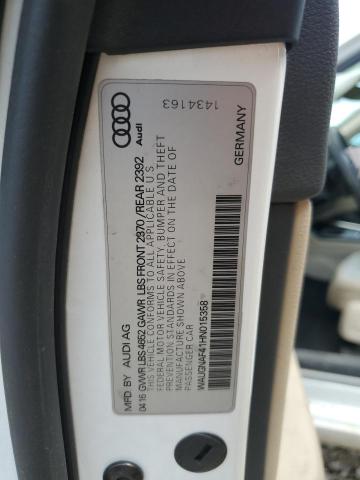 MFD BY AUDI AG
04 16 GVWR LBS 4662 GAWR LBS FRONT 2370 / REAR 2392
THIS VEHICLE CONFORMS TO ALL APPLICABLE U S
FEDERAL MOTOR VEHICLE SAFETY, BUMPER AND THEFT
PREVENTION STANDARDS IN EFFECT ON THE DATE OF
MANUFACTURE SHOWN ABOVE
PASSENGER CAR
WAUGNAF41HN015358
GERMANY
Audi
1434163